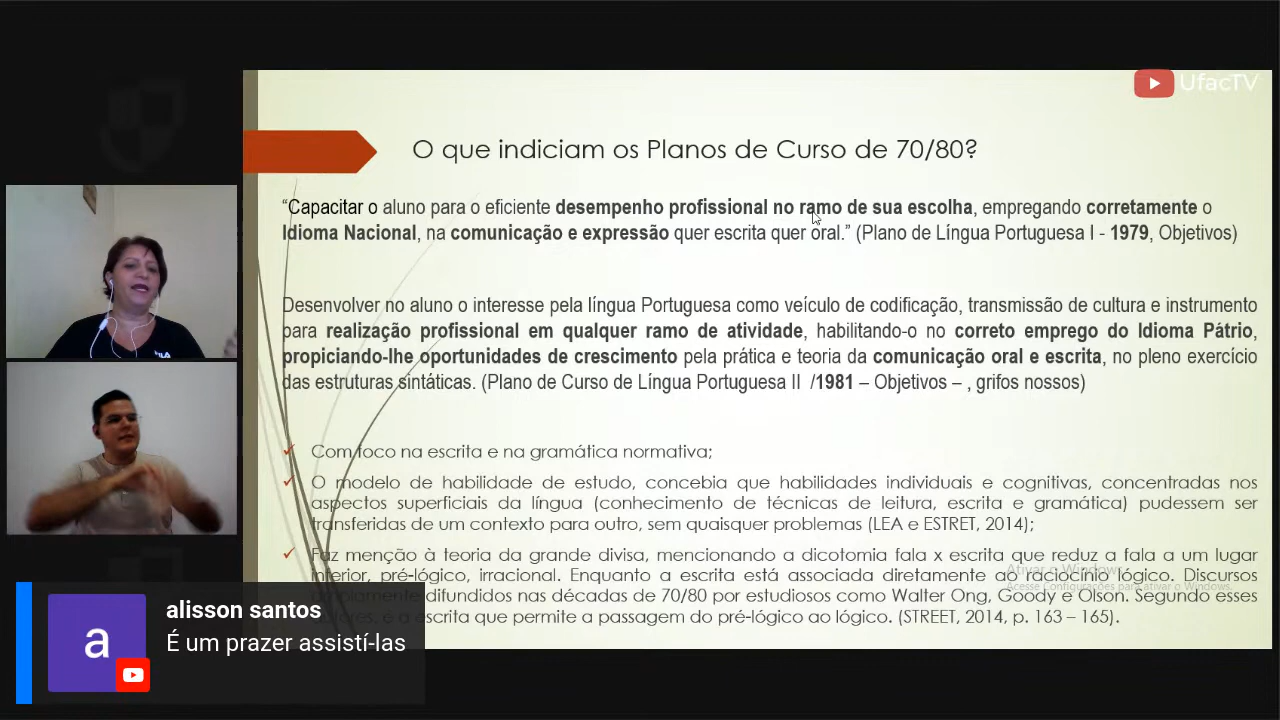 UfacTV
O que indiciam os Planos de Curso de 70/80?
“Capacitar o aluno para o eficiente desempenho profissional no ramo de sua escolha, empregando corretamente o
Idioma Nacional, na comunicação e expressão quer escrita quer oral.” (Plano de Língua Portuguesa I - 1979, Objetivos)
Desenvolver no aluno o interesse pela língua Portuguesa como veículo de codificação, transmissão de cultura e instrumento
para realização profissional em qualquer ramo de atividade, habilitando-o no correto emprego do Idioma Pátrio,
propiciando-lhe oportunidades de crescimento pela prática e teoria da comunicação oral e escrita, no pleno exercício
das estruturas sintáticas. (Plano de Curso de Língua Portuguesa II /1981 – Objetivos – , grifos nossos)
Com foco na escrita e na gramática normativa;
O modelo de habilidade de estudo, concebia que habilidades individuais e cognitivas, concentradas nos
aspectos superficiais da língua (conhecimento de técnicas de leitura, escrita e gramática) pudessem ser
transferidas de um contexto para outro, sem quaisquer problemas (LEA e ESTRET, 2014);
Faz menção à teoria da grande divisa, mencionando a dicotomia fala x escrita que reduz a fala a um lugar
inferior, pré-lógico, irracional. Enquanto a escrita está associada diretamente ao raciocínio lógico. Discursos
difundidos nas décadas de 70/80 por estudiosos como Walter Ong, Goody e Olson. Segundo esses
é a escrita que permite a passagem do pré-lógico ao lógico. (STREET, 2014, p. 163 – 165).
Ativar o Windows
Acesse Configurações para ativar o Windows.
FILA
a
alisson santos
É um prazer assistí-las